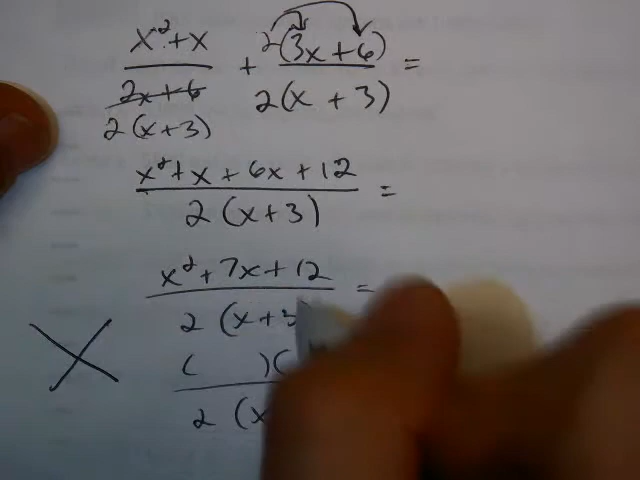 x² + x / 2x + 6 + 2(3x + 6) / 2(x + 3) =
2(x + 3)
x² + x + 6x + 12 / 2(x + 3) =
x² + 7x + 12 / 2(x + 3 =
( )(
2(x